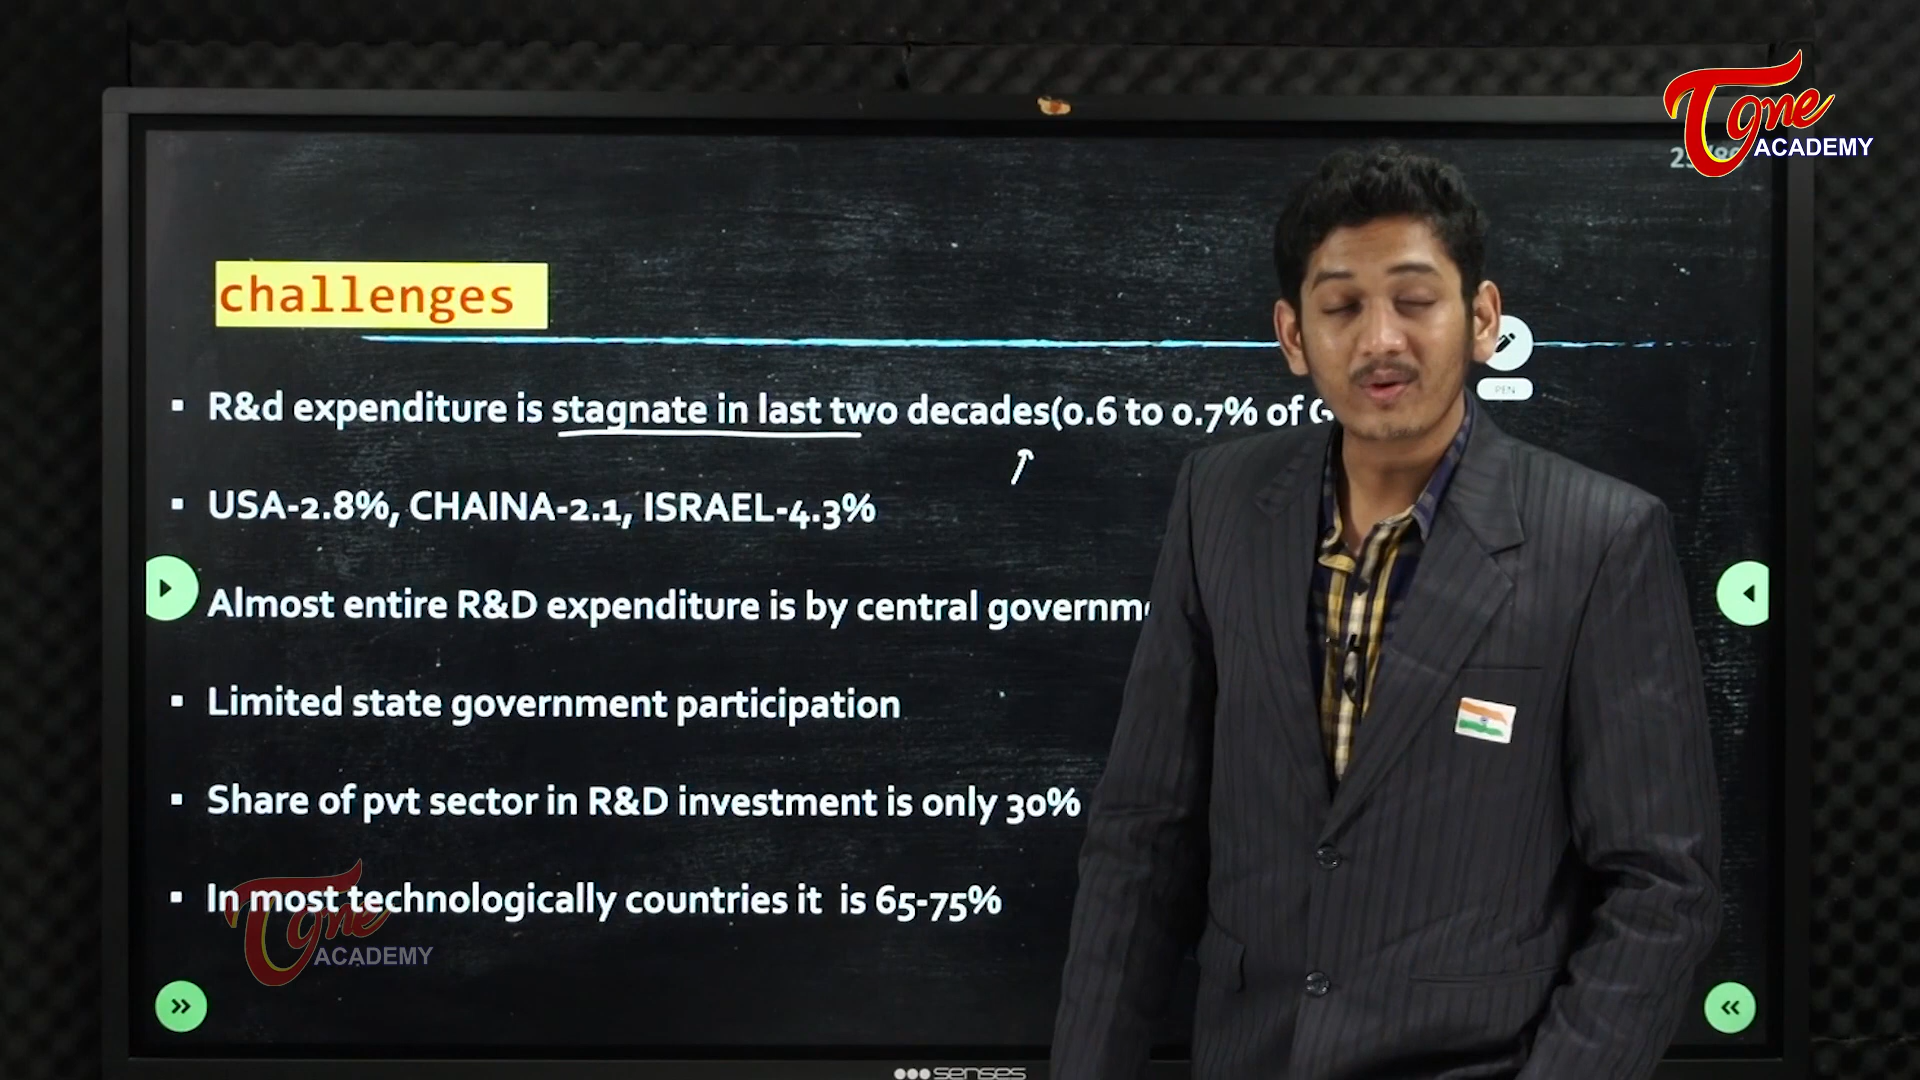 Tone
ACADEMY
challenges
PEN
R&d expenditure is stagnate in last two decades(0.6 to 0.7% of
USA-2.8%, CHAINA-2.1, ISRAEL-4.3%
Almost entire R&D expenditure is by central governm
Limited state government participation
Share of pvt sector in R&D investment is only 30%
In most technologically countries it is 65-75%
Tone
ACADEMY
senses